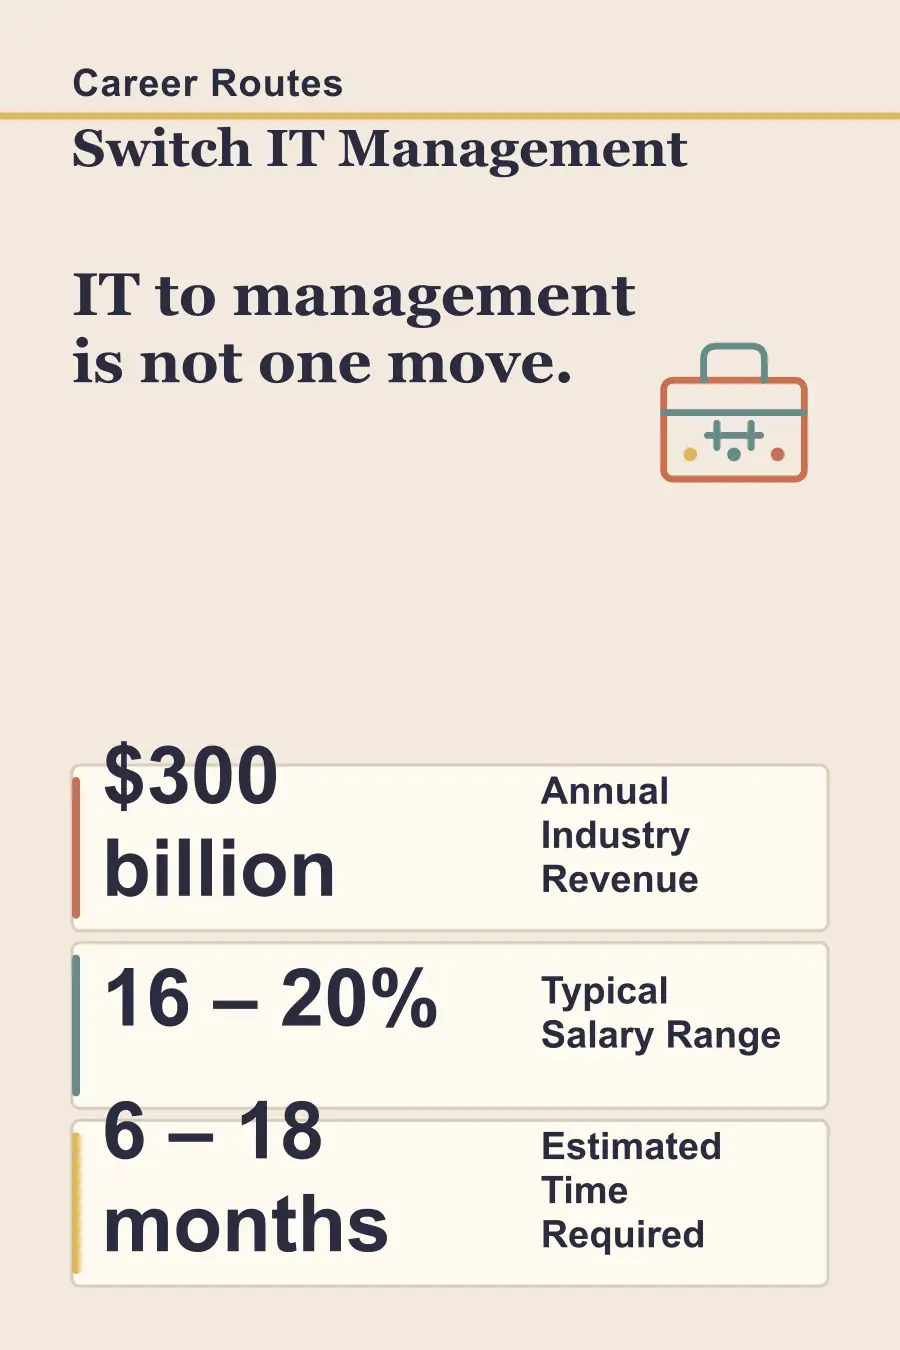 Career Routes
Switch IT Management
IT to management
is not one move.
$300
billion
Annual
Industry
Revenue
16 – 20%
Typical
Salary Range
6 – 18
months
Estimated
Time
Required